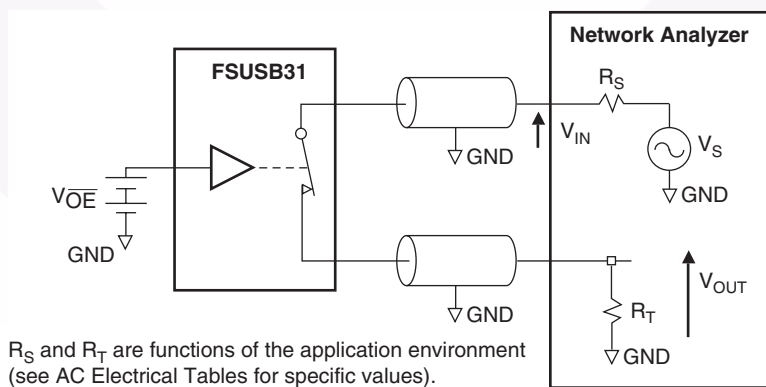 Network Analyzer
FSUSB31
R_S
V_IN
V_S
GND
GND
V_OE̅
GND
GND
V_OUT
R_T
GND
R_S and R_T are functions of the application environment
(see AC Electrical Tables for specific values).